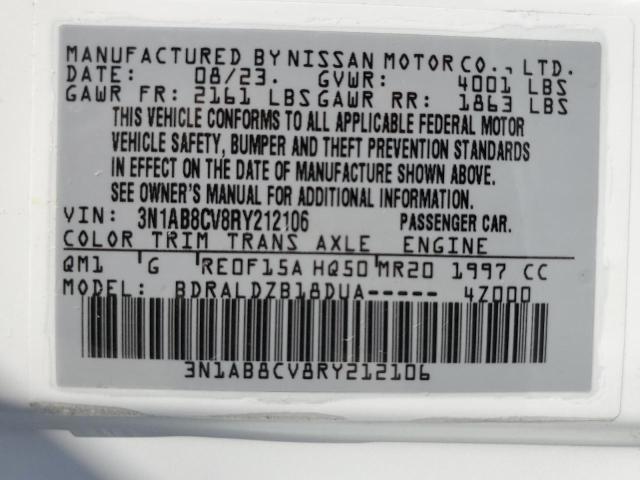 MANUFACTURED BY NISSAN MOTOR CO., LTD.
DATE: 08/23. GVWR: 4001 LBS
GAWR FR: 2161 LBS GAWR RR: 1863 LBS
THIS VEHICLE CONFORMS TO ALL APPLICABLE FEDERAL MOTOR
VEHICLE SAFETY, BUMPER AND THEFT PREVENTION STANDARDS
IN EFFECT ON THE DATE OF MANUFACTURE SHOWN ABOVE.
SEE OWNER'S MANUAL FOR ADDITIONAL INFORMATION.
VIN: 3N1AB8CV8RY212106 PASSENGER CAR.
COLOR TRIM TRANS AXLE ENGINE
QM1 G RE0F15A HQ50 MR20 1997 CC
MODEL: BDRALDZB18DUA----- 4Z000
3N1AB8CV8RY212106